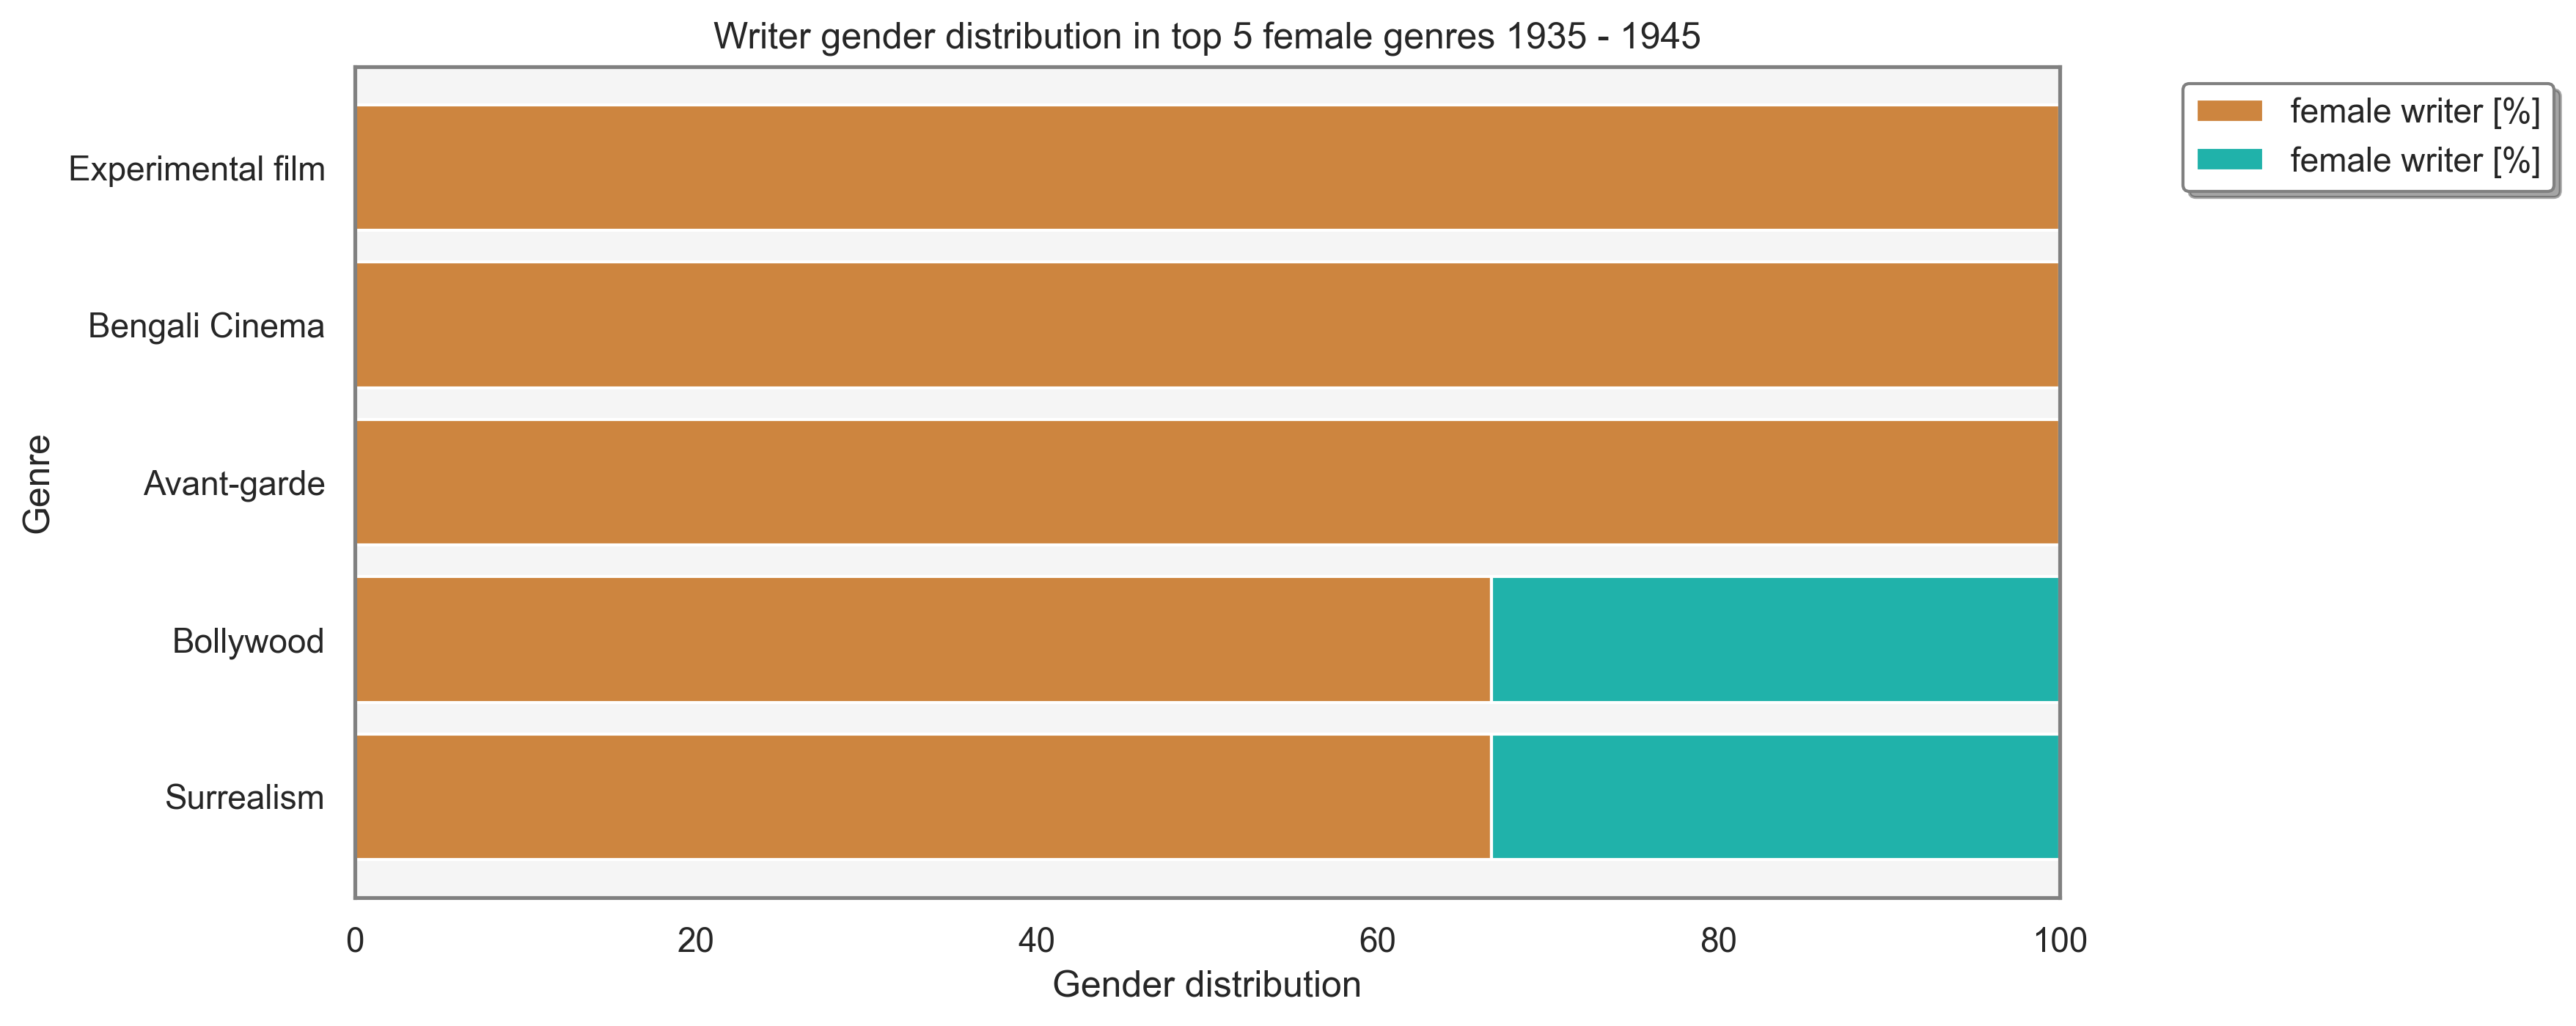 Writer gender distribution in top 5 female genres 1935 - 1945
female writer [%]
female writer [%]
Genre
Experimental film
Bengali Cinema
Avant-garde
Bollywood
Surrealism
0 20 40 60 80 100
Gender distribution